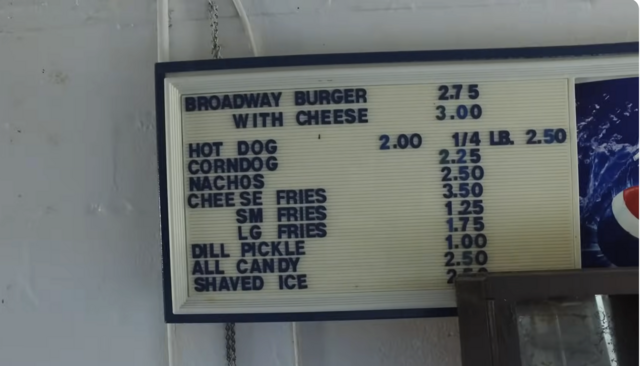 BROADWAY BURGER 2.75
WITH CHEESE 3.00
HOT DOG 2.00 1/4 LB. 2.50
CORNDOG 2.25
NACHOS 2.50
CHEESE FRIES 3.50
SM FRIES 1.25
LG FRIES 1.75
DILL PICKLE 1.00
ALL CANDY 2.50
SHAVED ICE